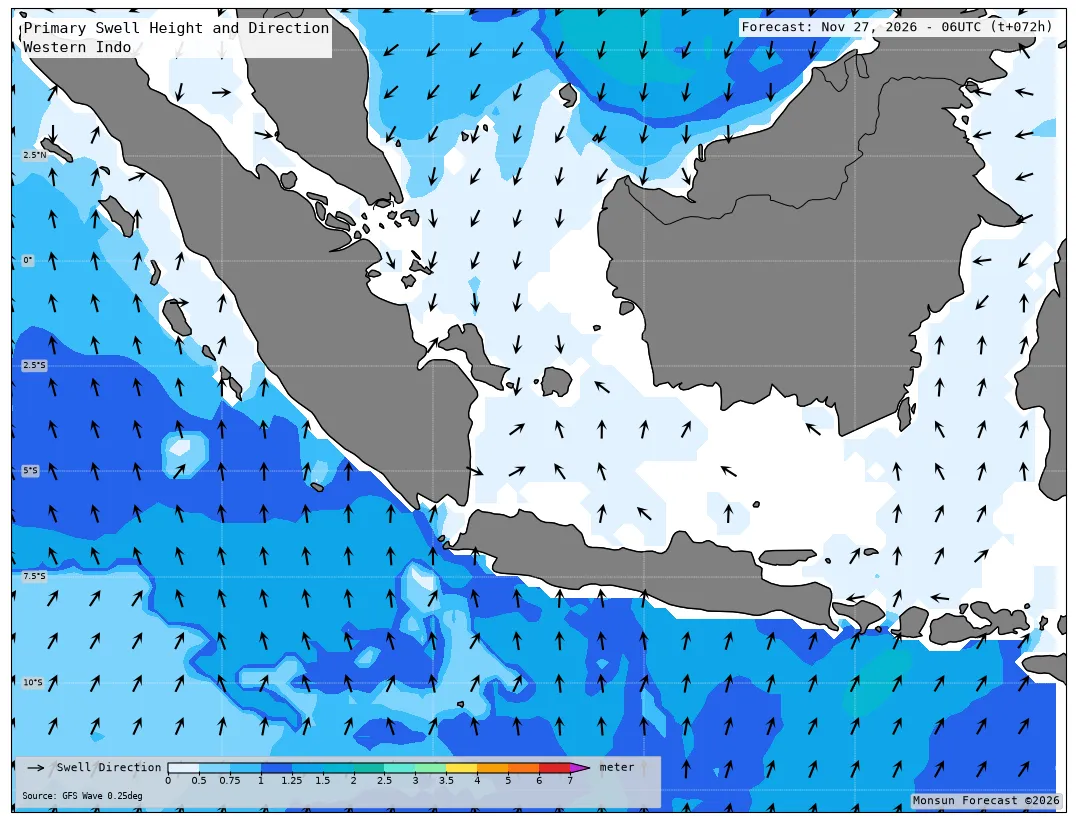 Primary Swell Height and Direction
Western Indo
Forecast: Nov 27, 2026 - 06UTC (t+072h)
2.5°N
0°
2.5°S
5°S
7.5°S
10°S
Swell Direction
meter
0 0.5 0.75 1 1.25 1.5 2 2.5 3 3.5 4 5 6 7
Source: GFS Wave 0.25deg
Monsun Forecast ©2026